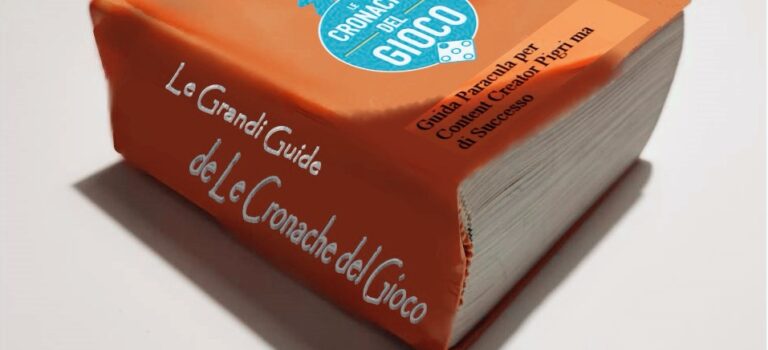 LE
CRONACHE
DEL
GIOCO
Guida Paracula per
Content Creator Pigri ma
di Successo
Le Grandi Guide
de Le Cronache del Gioco